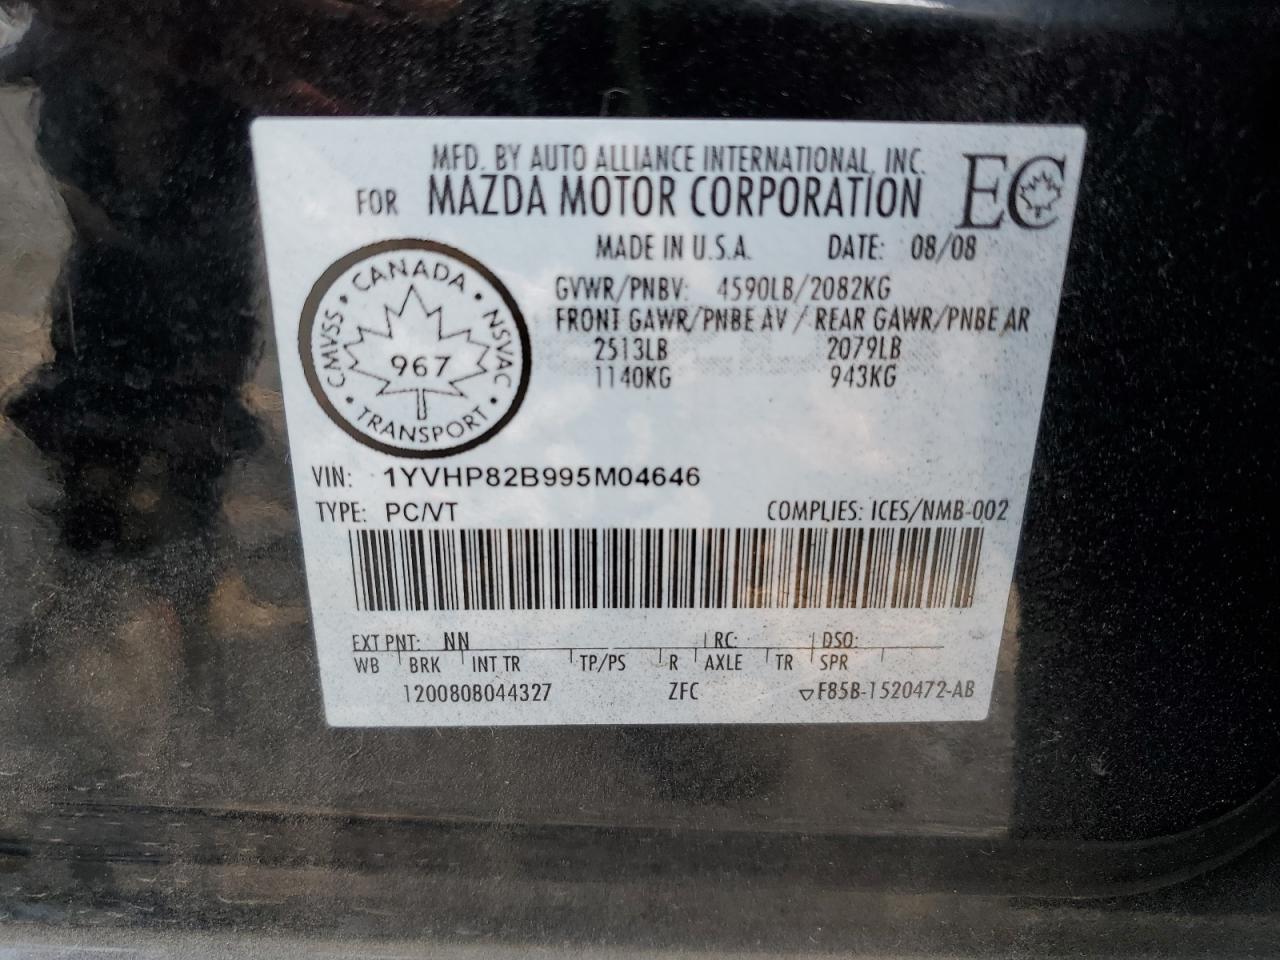 MFD. BY AUTO ALLIANCE INTERNATIONAL, INC.
FOR MAZDA MOTOR CORPORATION
EC
MADE IN U.S.A. DATE: 08/08
GVWR/PNBV: 4590LB/2082KG
FRONT GAWR/PNBE AV / REAR GAWR/PNBE AR
2513LB 2079LB
1140KG 943KG
CANADA • NSVAC • TRANSPORT • CMVSS •
967
VIN: 1YVHP82B995M04646
TYPE: PC/VT COMPLIES: ICES/NMB-002
EXT PNT: NN RC: DSO:
WB BRK INT TR TP/PS R AXLE TR SPR
1200808044327 ZFC ▽F85B-1520472-AB